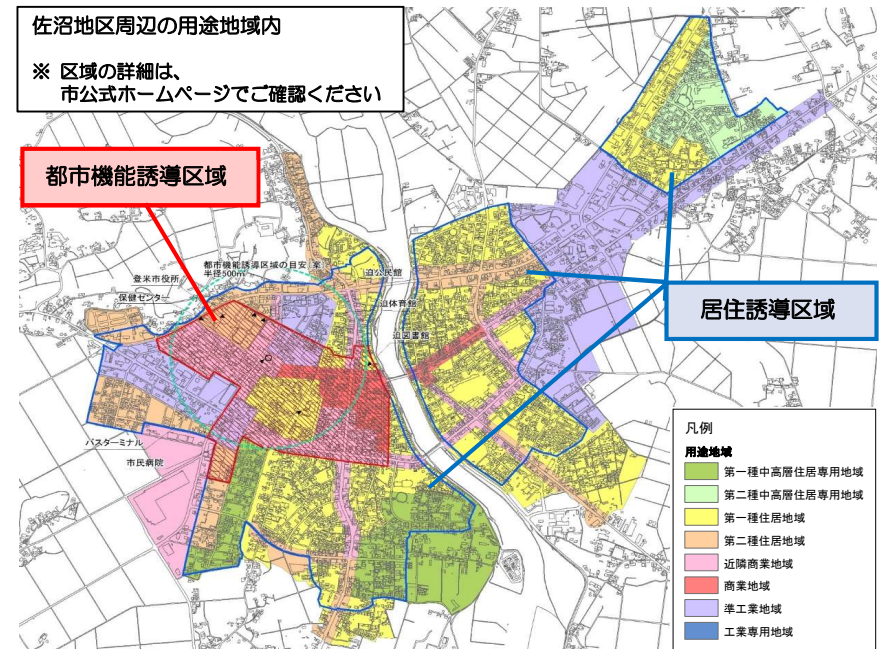 佐沼地区周辺の用途地域内
※ 区域の詳細は、
市公式ホームページでご確認ください
都市機能誘導区域
都市機能誘導区域の目安（案）
半径500m
登米市役所
保健センター
迫公民館
迫体育館
迫図書館
居住誘導区域
バスターミナル
市民病院
凡例
用途地域
第一種中高層住居専用地域
第二種中高層住居専用地域
第一種住居地域
第二種住居地域
近隣商業地域
商業地域
準工業地域
工業専用地域